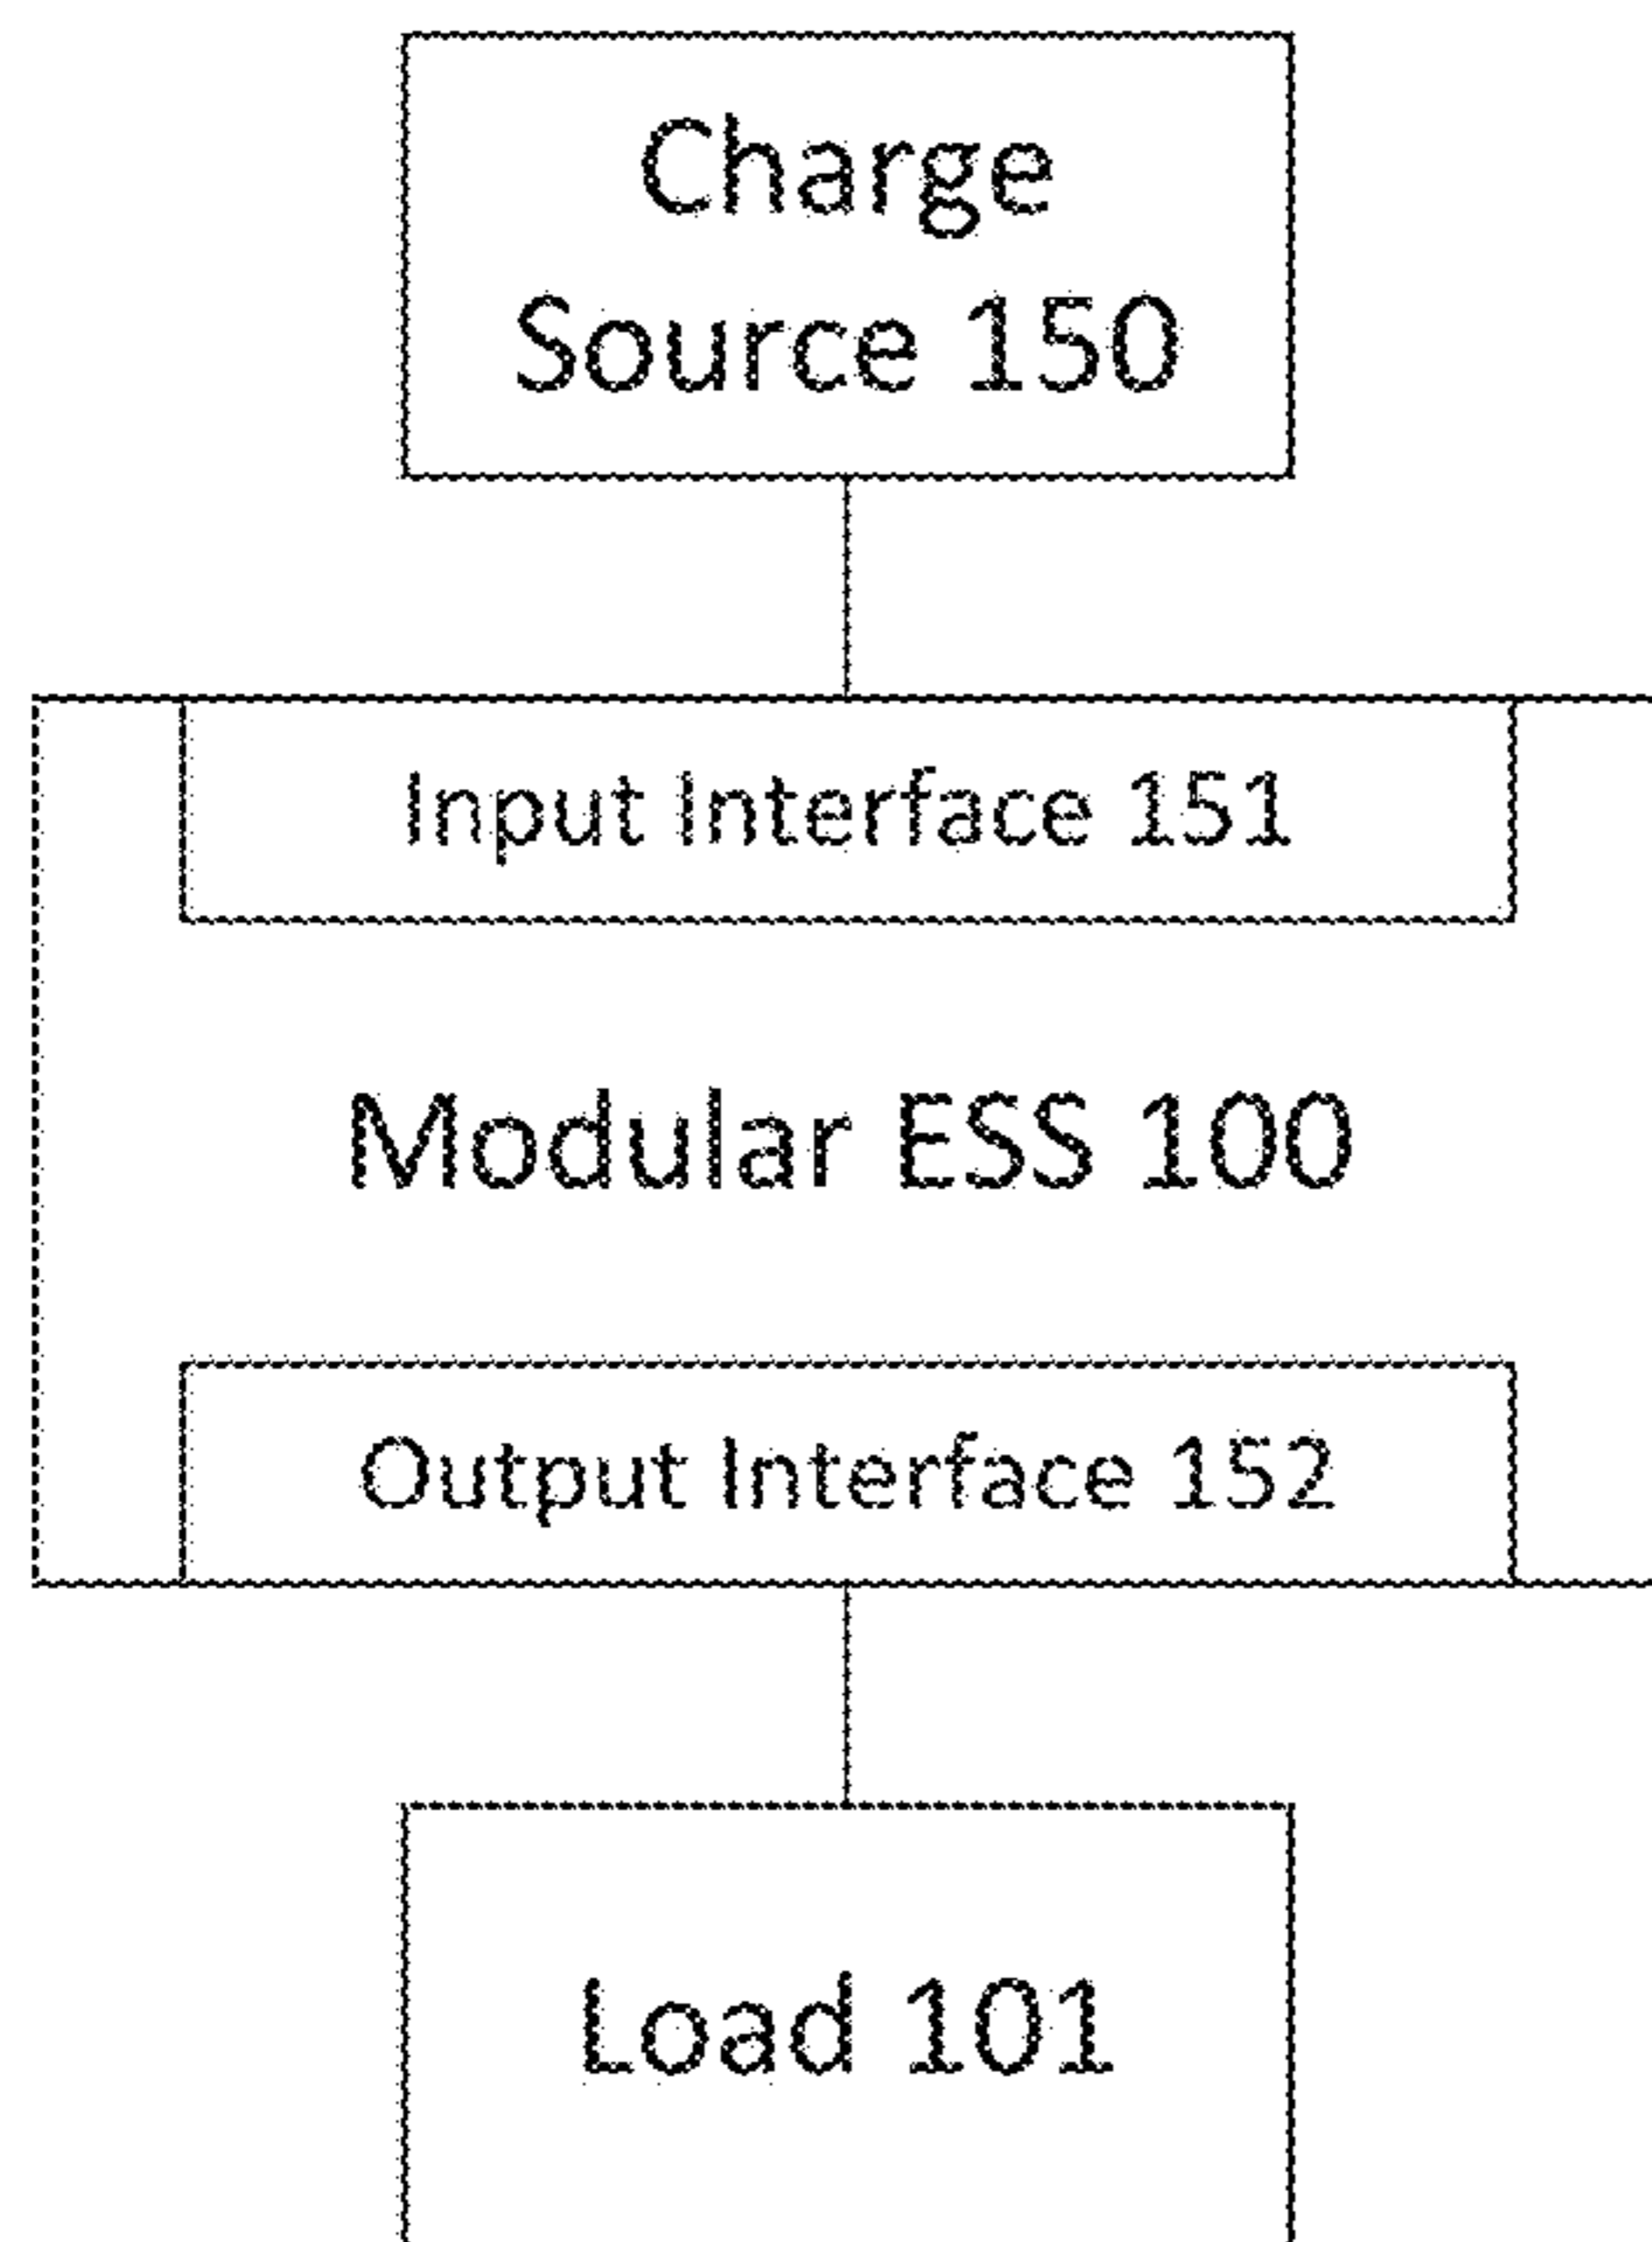 Charge
Source 150
Input Interface 151
Modular ESS 100
Output Interface 152
Load 101